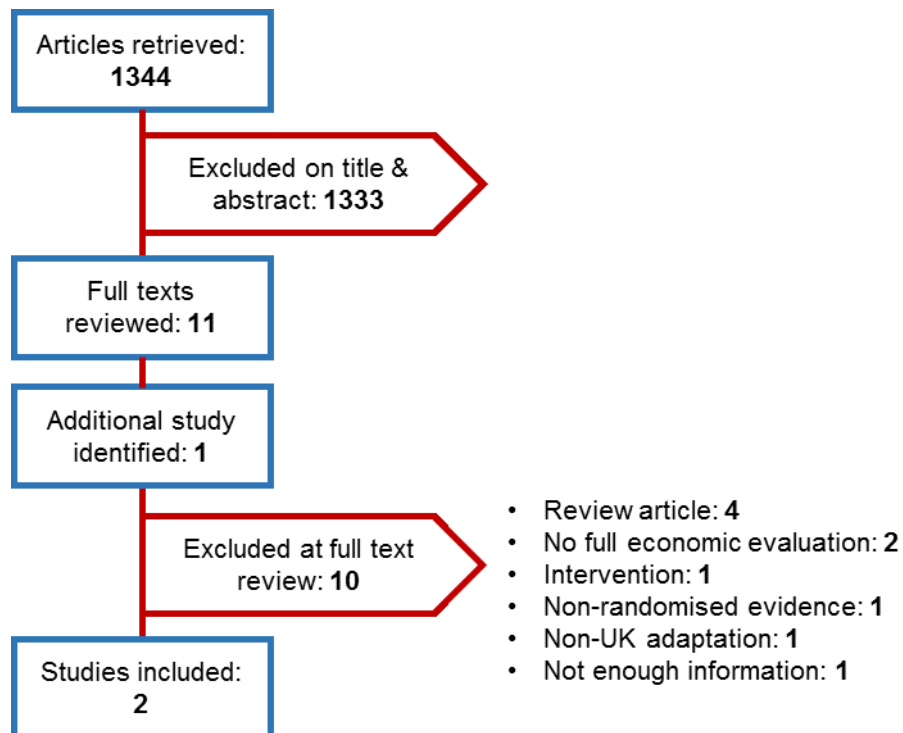 Articles retrieved:
1344
Excluded on title &
abstract: 1333
Full texts
reviewed: 11
Additional study
identified: 1
Excluded at full text
review: 10
• Review article: 4
• No full economic evaluation: 2
• Intervention: 1
• Non-randomised evidence: 1
• Non-UK adaptation: 1
• Not enough information: 1
Studies included:
2